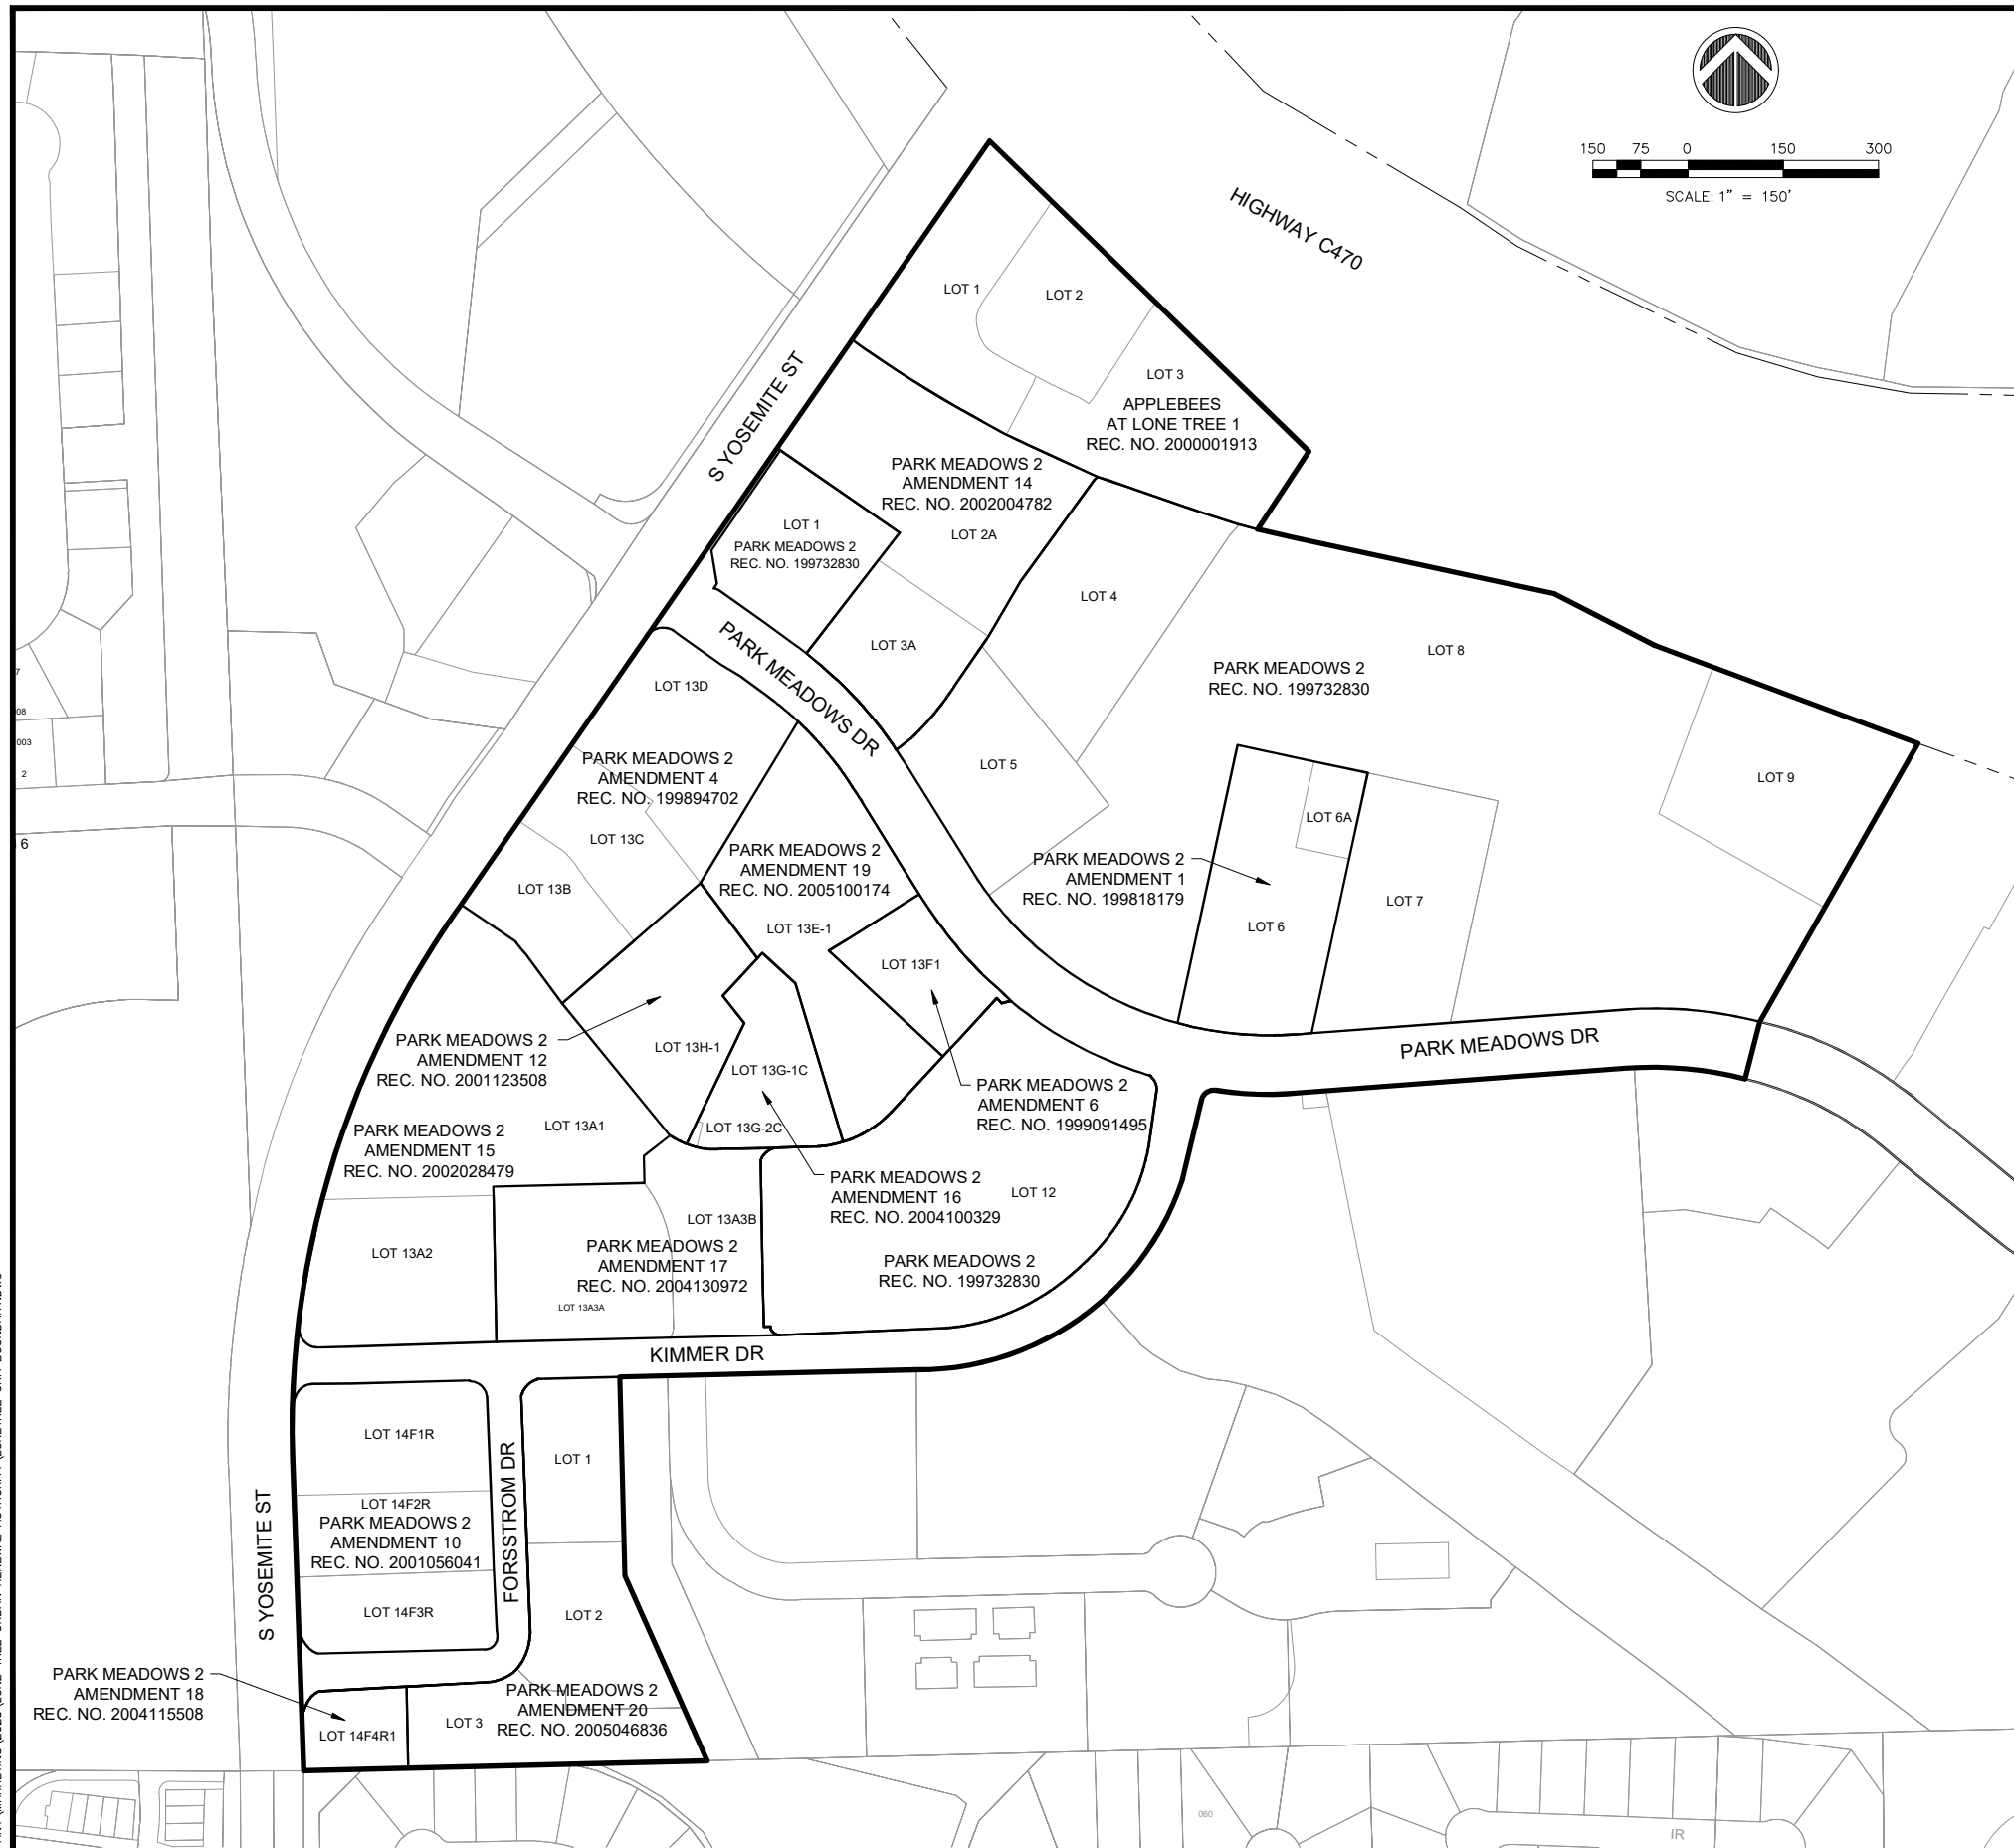 150 75 0 150 300
SCALE: 1" = 150'
HIGHWAY C470
LOT 1
LOT 2
LOT 3
APPLEBEES
AT LONE TREE 1
REC. NO. 2000001913
S YOSEMITE ST
PARK MEADOWS 2
AMENDMENT 14
REC. NO. 2002004782
LOT 2A
LOT 1
PARK MEADOWS 2
REC. NO. 199732830
LOT 3A
LOT 4
PARK MEADOWS DR
LOT 8
PARK MEADOWS 2
REC. NO. 199732830
LOT 13D
LOT 5
LOT 9
PARK MEADOWS 2
AMENDMENT 4
REC. NO. 199894702
LOT 13C
LOT 13B
LOT 6A
PARK MEADOWS 2
AMENDMENT 19
REC. NO. 2005100174
LOT 13E-1
PARK MEADOWS 2
AMENDMENT 1
REC. NO. 199818179
LOT 6
LOT 7
LOT 13F1
7
08
003
2
6
PARK MEADOWS 2
AMENDMENT 12
REC. NO. 2001123508
LOT 13H-1
LOT 13G-1C
LOT 13G-2C
PARK MEADOWS DR
PARK MEADOWS 2
AMENDMENT 6
REC. NO. 1999091495
LOT 13A1
PARK MEADOWS 2
AMENDMENT 15
REC. NO. 2002028479
PARK MEADOWS 2
AMENDMENT 16
REC. NO. 2004100329
LOT 12
LOT 13A3B
LOT 13A2
PARK MEADOWS 2
AMENDMENT 17
REC. NO. 2004130972
LOT 13A3A
PARK MEADOWS 2
REC. NO. 199732830
KIMMER DR
LOT 14F1R
LOT 1
FORSSTROM DR
S YOSEMITE ST
LOT 14F2R
PARK MEADOWS 2
AMENDMENT 10
REC. NO. 2001056041
LOT 14F3R
LOT 2
PARK MEADOWS 2
AMENDMENT 18
REC. NO. 2004115508
LOT 14F4R1
LOT 3
PARK MEADOWS 2
AMENDMENT 20
REC. NO. 2005046836
060
IR